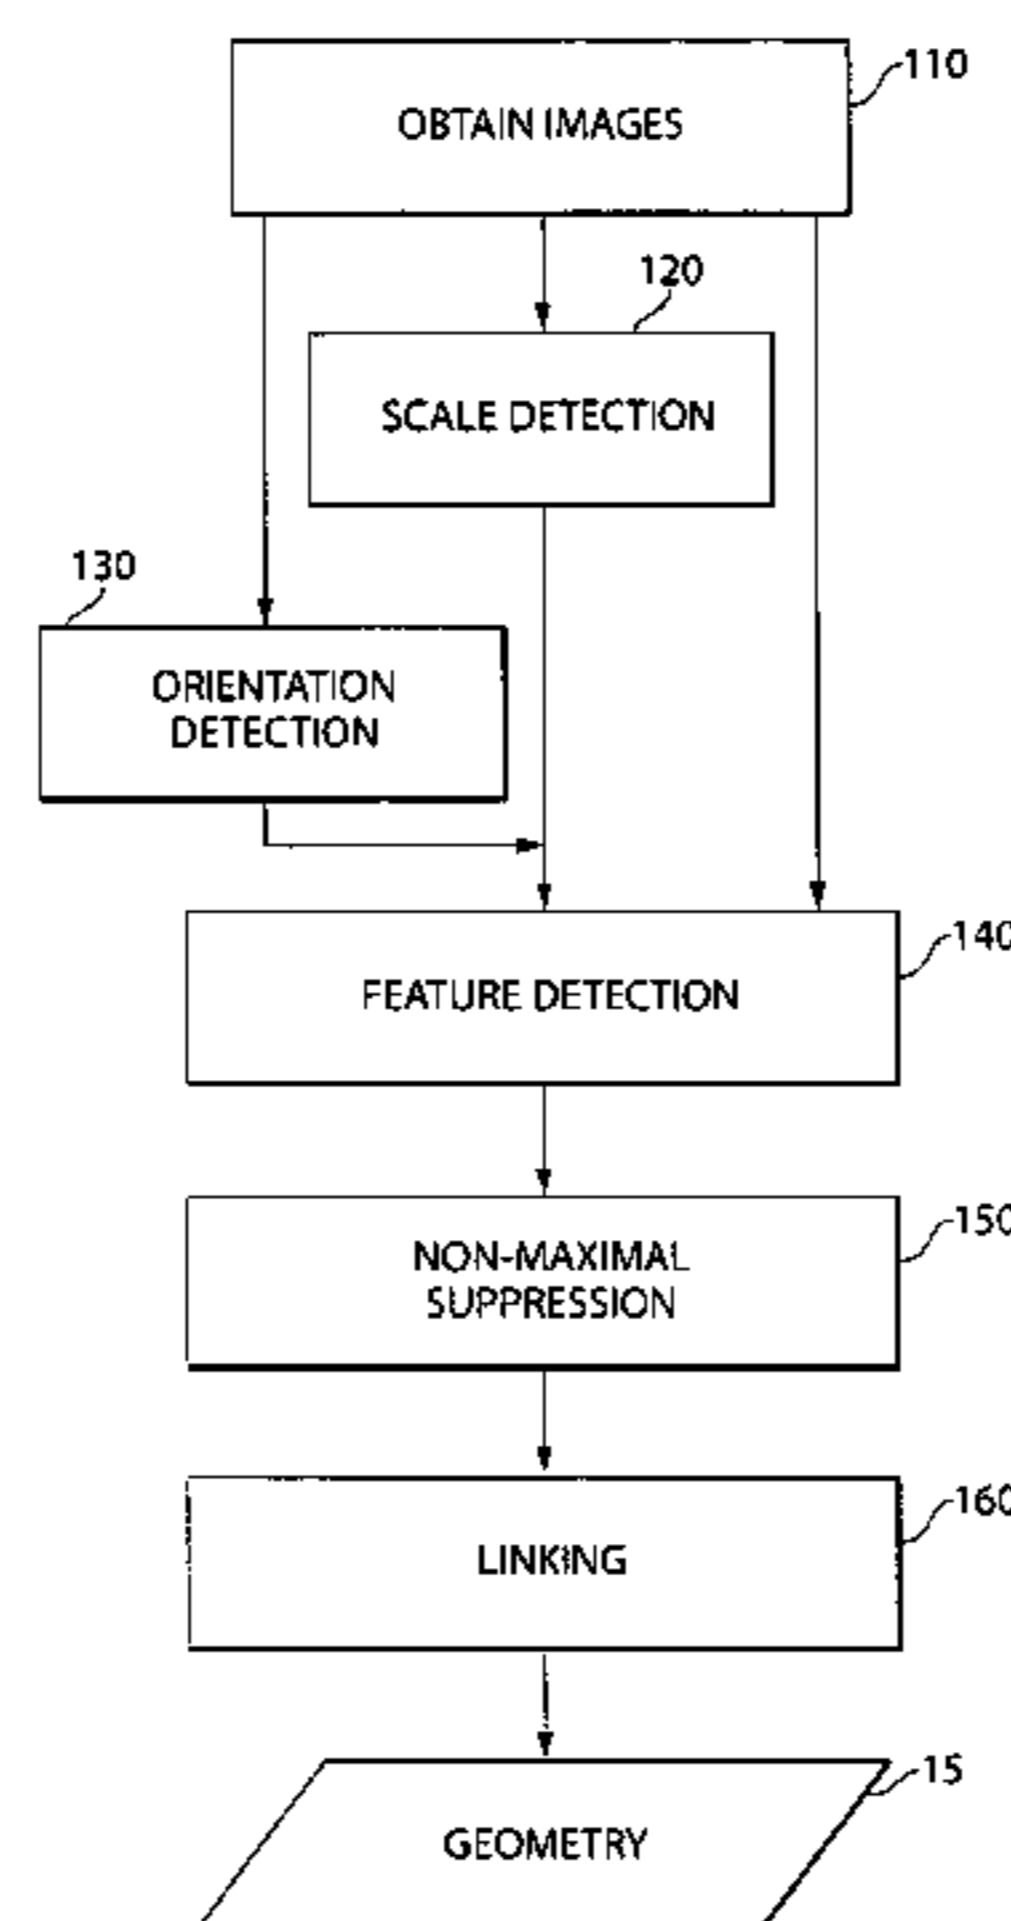 110
OBTAIN IMAGES
120
SCALE DETECTION
130
ORIENTATION
DETECTION
140
FEATURE DETECTION
150
NON-MAXIMAL
SUPPRESSION
160
LINKING
15
GEOMETRY